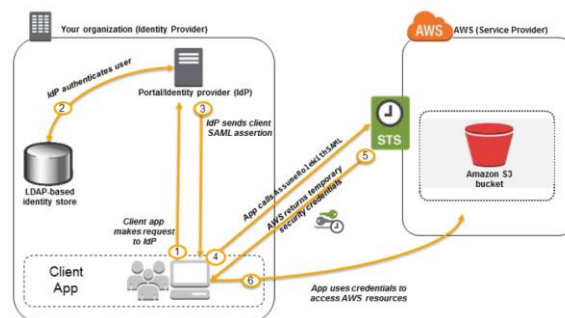 Your organization (Identity Provider)
AWS
AWS (Service Provider)
IdP authenticates user
2
Portal/Identity provider (IdP)
3
IdP sends client
SAML assertion
LDAP-based
identity store
STS
5
Amazon S3
bucket
App calls AssumeRoleWithSAML
AWS returns temporary
security credentials
Client app
makes request
to IdP
1
4
Client
App
6
App uses credentials to
access AWS resources